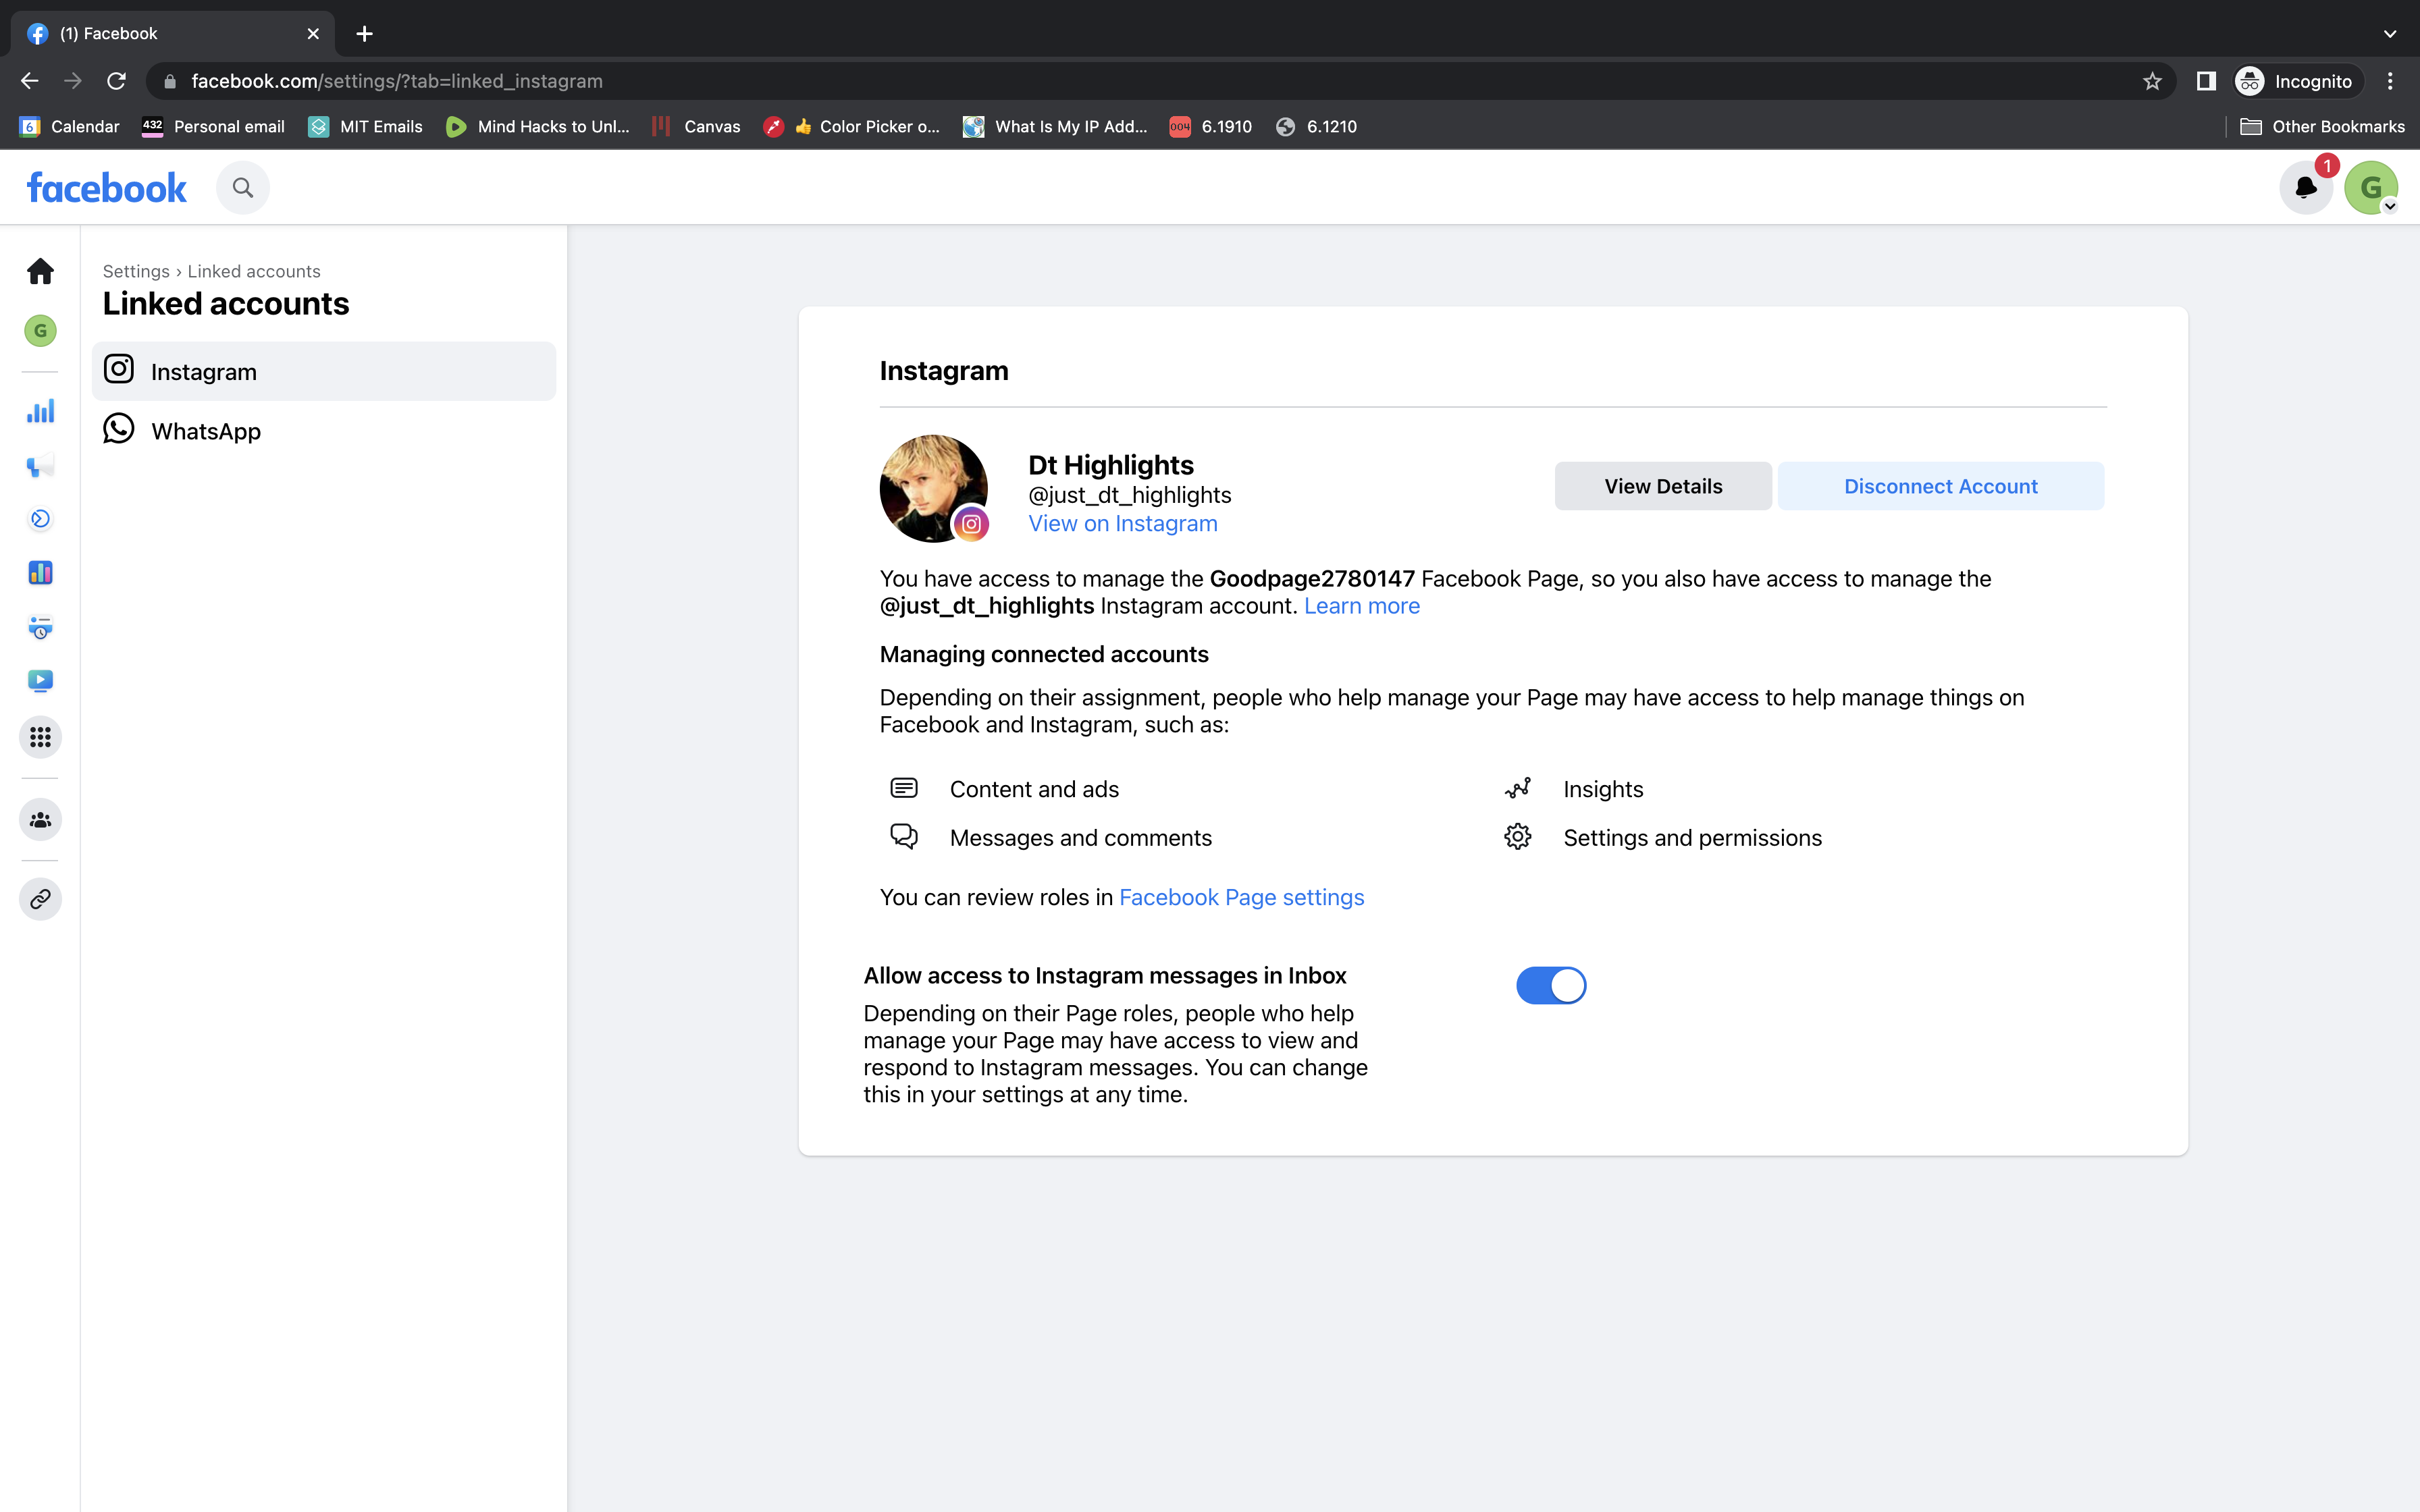 (1) Facebook
facebook.com/settings/?tab=linked_instagram
Incognito
6 Calendar 432 Personal email MIT Emails Mind Hacks to Unl... Canvas Color Picker o... What Is My IP Add... 004 6.1910 6.1210 Other Bookmarks
facebook
1
G
Settings › Linked accounts
Linked accounts
G
Instagram
WhatsApp
Instagram
Dt Highlights
@just_dt_highlights
View on Instagram
View Details
Disconnect Account
You have access to manage the Goodpage2780147 Facebook Page, so you also have access to manage the
@just_dt_highlights Instagram account. Learn more
Managing connected accounts
Depending on their assignment, people who help manage your Page may have access to help manage things on
Facebook and Instagram, such as:
Content and ads
Insights
Messages and comments
Settings and permissions
You can review roles in Facebook Page settings
Allow access to Instagram messages in Inbox
Depending on their Page roles, people who help
manage your Page may have access to view and
respond to Instagram messages. You can change
this in your settings at any time.